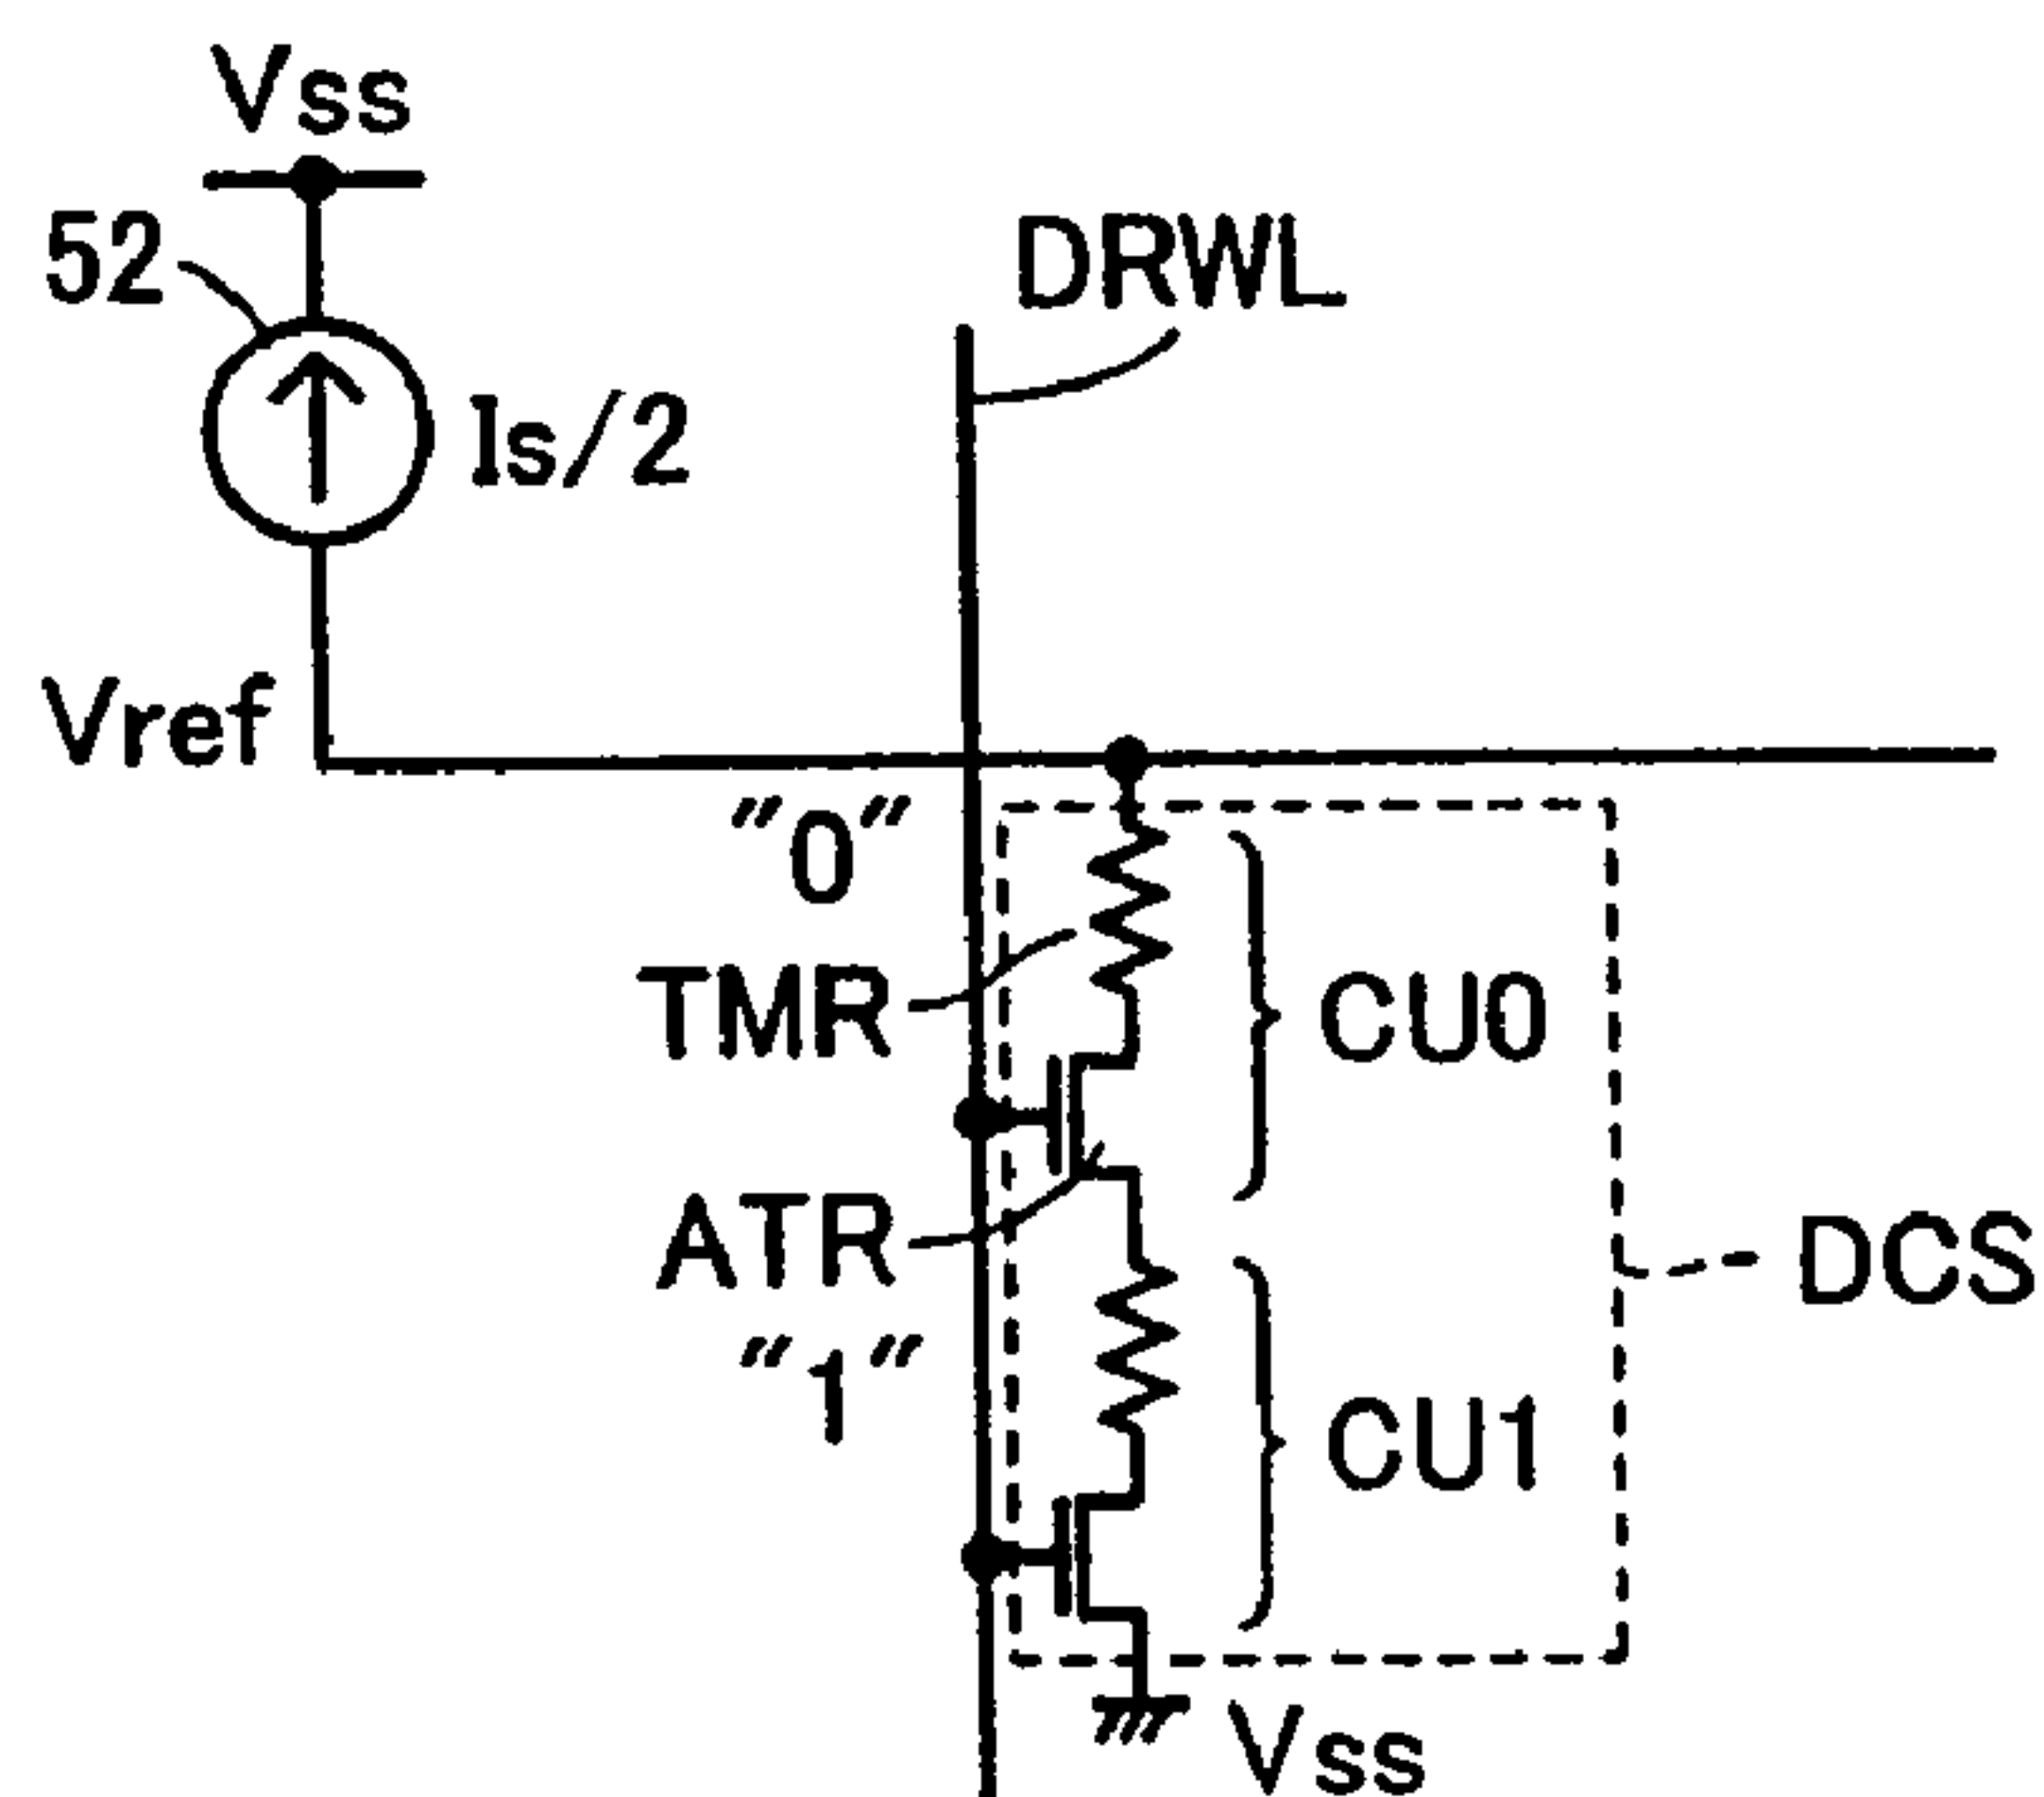 Vss
52
DRWL
Is/2
Vref
"0"
TMR
CU0
ATR
DCS
"1"
CU1
Vss